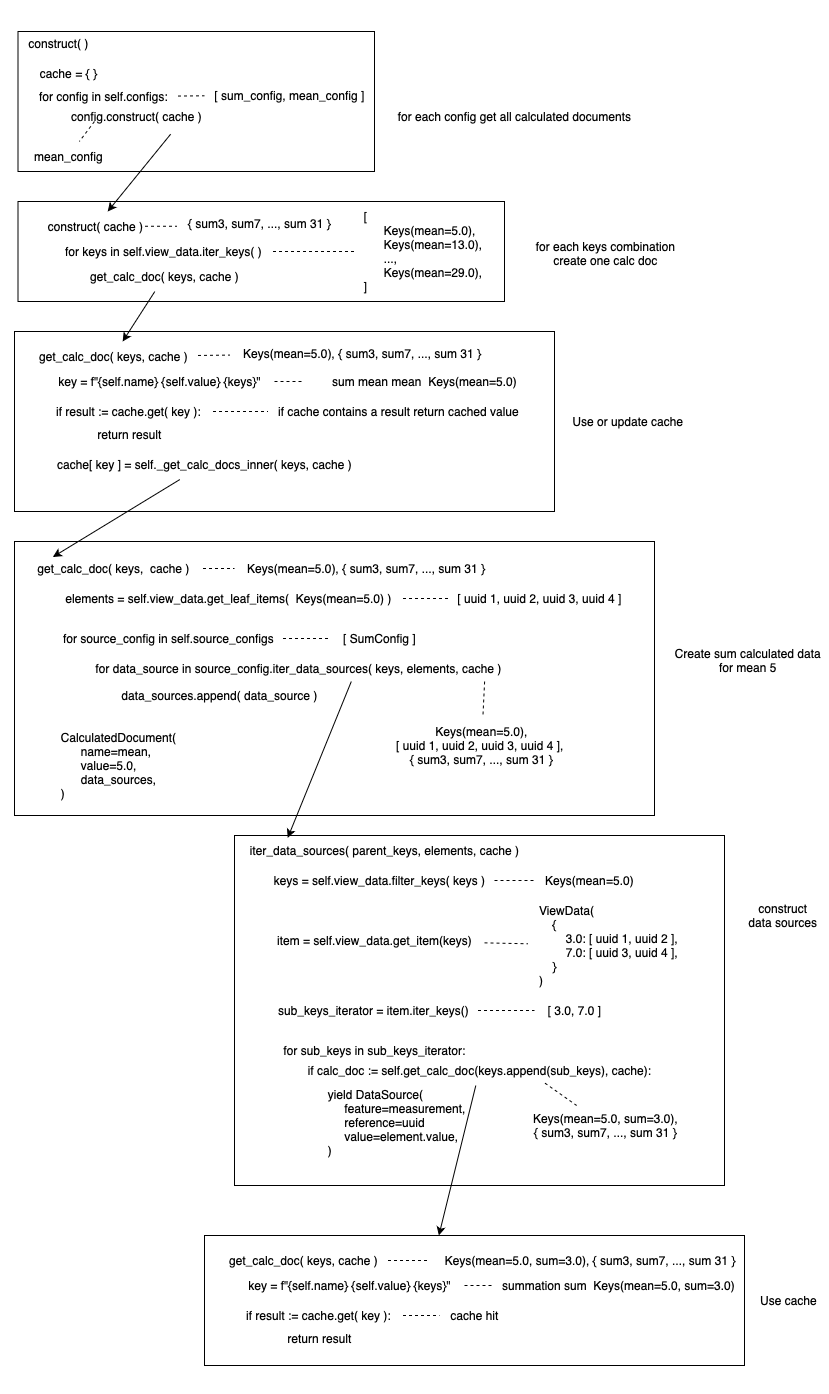 construct( )
cache = { }
for config in self.configs: [ sum_config, mean_config ]
config.construct( cache )
mean_config
for each config get all calculated documents
construct( cache ) { sum3, sum7, ..., sum 31 }
for keys in self.view_data.iter_keys( )
get_calc_doc( keys, cache )
[
Keys(mean=5.0),
Keys(mean=13.0),
...,
Keys(mean=29.0),
]
for each keys combination
create one calc doc
get_calc_doc( keys, cache ) Keys(mean=5.0), { sum3, sum7, ..., sum 31 }
key = f"{self.name} {self.value} {keys}" sum mean mean Keys(mean=5.0)
if result := cache.get( key ): if cache contains a result return cached value
return result
cache[ key ] = self._get_calc_docs_inner( keys, cache )
Use or update cache
get_calc_doc( keys, cache ) Keys(mean=5.0), { sum3, sum7, ..., sum 31 }
elements = self.view_data.get_leaf_items( Keys(mean=5.0) ) [ uuid 1, uuid 2, uuid 3, uuid 4 ]
for source_config in self.source_configs [ SumConfig ]
for data_source in source_config.iter_data_sources( keys, elements, cache )
data_sources.append( data_source )
Keys(mean=5.0),
[ uuid 1, uuid 2, uuid 3, uuid 4 ],
{ sum3, sum7, ..., sum 31 }
CalculatedDocument(
name=mean,
value=5.0,
data_sources,
)
Create sum calculated data
for mean 5
iter_data_sources( parent_keys, elements, cache )
keys = self.view_data.filter_keys( keys ) Keys(mean=5.0)
item = self.view_data.get_item(keys)
ViewData(
{
3.0: [ uuid 1, uuid 2 ],
7.0: [ uuid 3, uuid 4 ],
}
)
sub_keys_iterator = item.iter_keys() [ 3.0, 7.0 ]
for sub_keys in sub_keys_iterator:
if calc_doc := self.get_calc_doc(keys.append(sub_keys), cache):
yield DataSource(
feature=measurement,
reference=uuid
value=element.value,
)
Keys(mean=5.0, sum=3.0),
{ sum3, sum7, ..., sum 31 }
construct
data sources
get_calc_doc( keys, cache ) Keys(mean=5.0, sum=3.0), { sum3, sum7, ..., sum 31 }
key = f"{self.name} {self.value} {keys}" summation sum Keys(mean=5.0, sum=3.0)
if result := cache.get( key ): cache hit
return result
Use cache